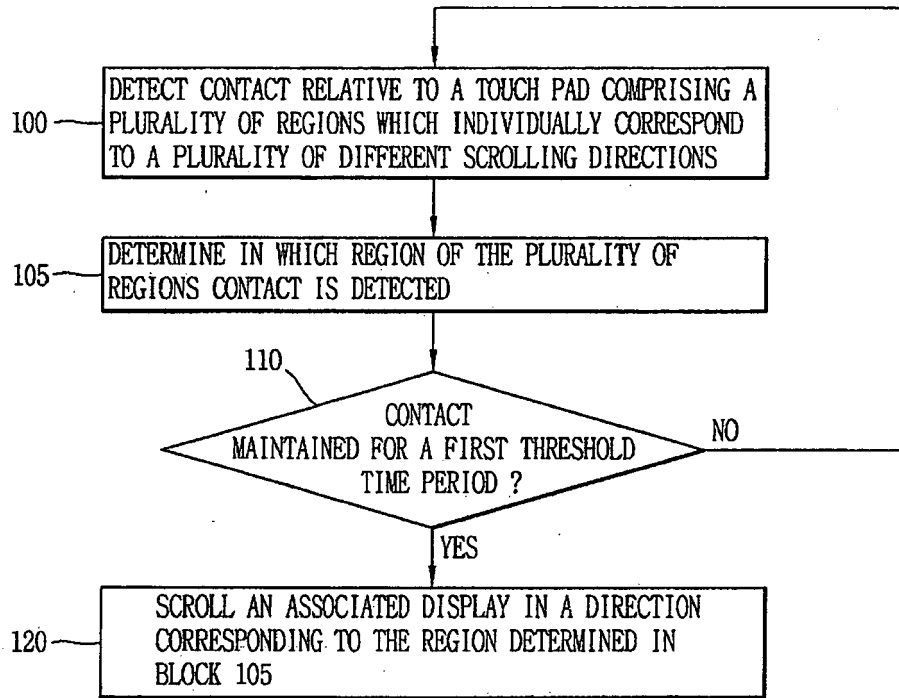 DETECT CONTACT RELATIVE TO A TOUCH PAD COMPRISING A
100
PLURALITY OF REGIONS WHICH INDIVIDUALLY CORRESPOND
TO A PLURALITY OF DIFFERENT SCROLLING DIRECTIONS
DETERMINE IN WHICH REGION OF THE PLURALITY OF
105
REGIONS CONTACT IS DETECTED
110
CONTACT
MAINTAINED FOR A FIRST THRESHOLD
TIME PERIOD ?
NO
YES
SCROLL AN ASSOCIATED DISPLAY IN A DIRECTION
120
CORRESPONDING TO THE REGION DETERMINED IN
BLOCK 105